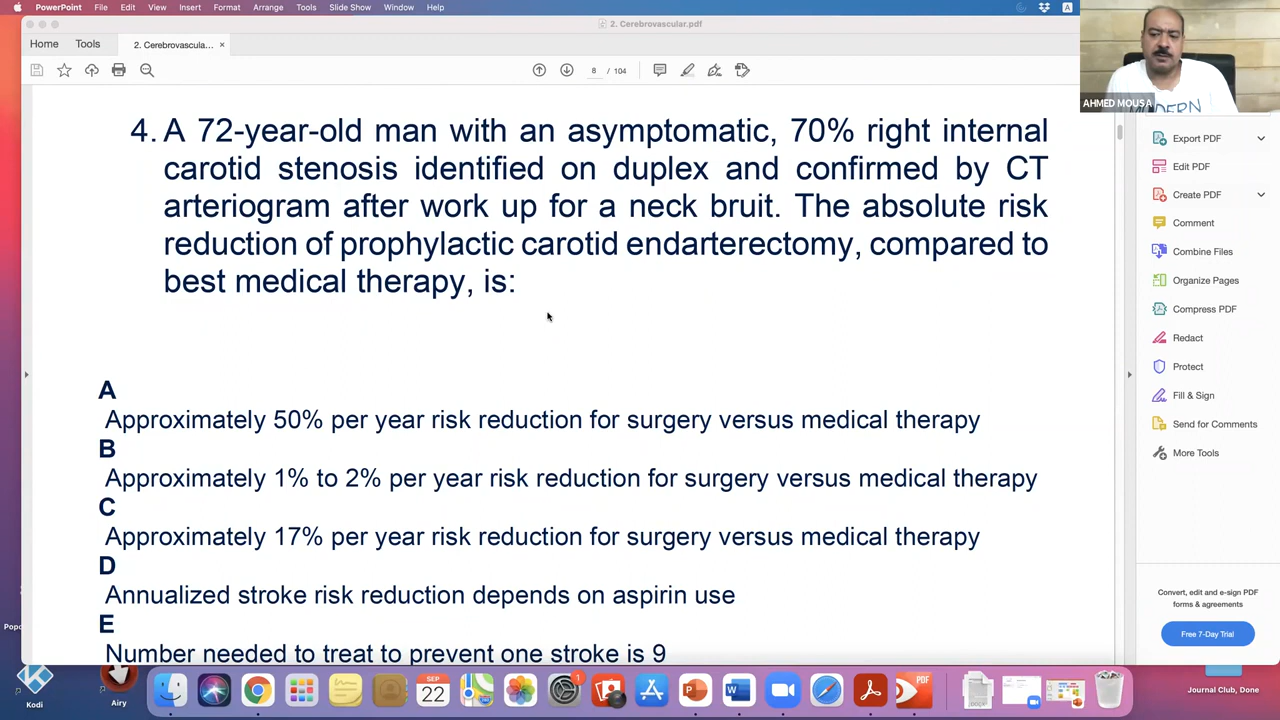 PowerPoint File Edit View Insert Format Arrange Tools Slide Show Window Help
2. Cerebrovascular.pdf
Home Tools 2. Cerebrovascula... ×
8 / 104
AHMED MOUSA
MODERN
4. A 72-year-old man with an asymptomatic, 70% right internal
carotid stenosis identified on duplex and confirmed by CT
arteriogram after work up for a neck bruit. The absolute risk
reduction of prophylactic carotid endarterectomy, compared to
best medical therapy, is:
A
Approximately 50% per year risk reduction for surgery versus medical therapy
B
Approximately 1% to 2% per year risk reduction for surgery versus medical therapy
C
Approximately 17% per year risk reduction for surgery versus medical therapy
D
Annualized stroke risk reduction depends on aspirin use
E
Number needed to treat to prevent one stroke is 9
Export PDF
Edit PDF
Create PDF
Comment
Combine Files
Organize Pages
Compress PDF
Redact
Protect
Fill & Sign
Send for Comments
More Tools
Convert, edit and e-sign PDF
forms & agreements
Free 7-Day Trial
Kodi
Airy
SEP
22
1
W
PDF
Journal Club, Done